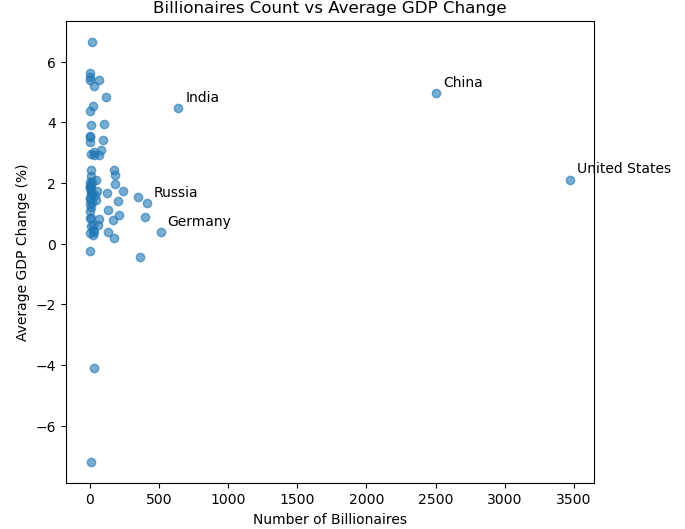 Billionaires Count vs Average GDP Change
Average GDP Change (%)
6
4
2
0
−2
−4
−6
China
India
United States
Russia
Germany
0
500
1000
1500
2000
2500
3000
3500
Number of Billionaires